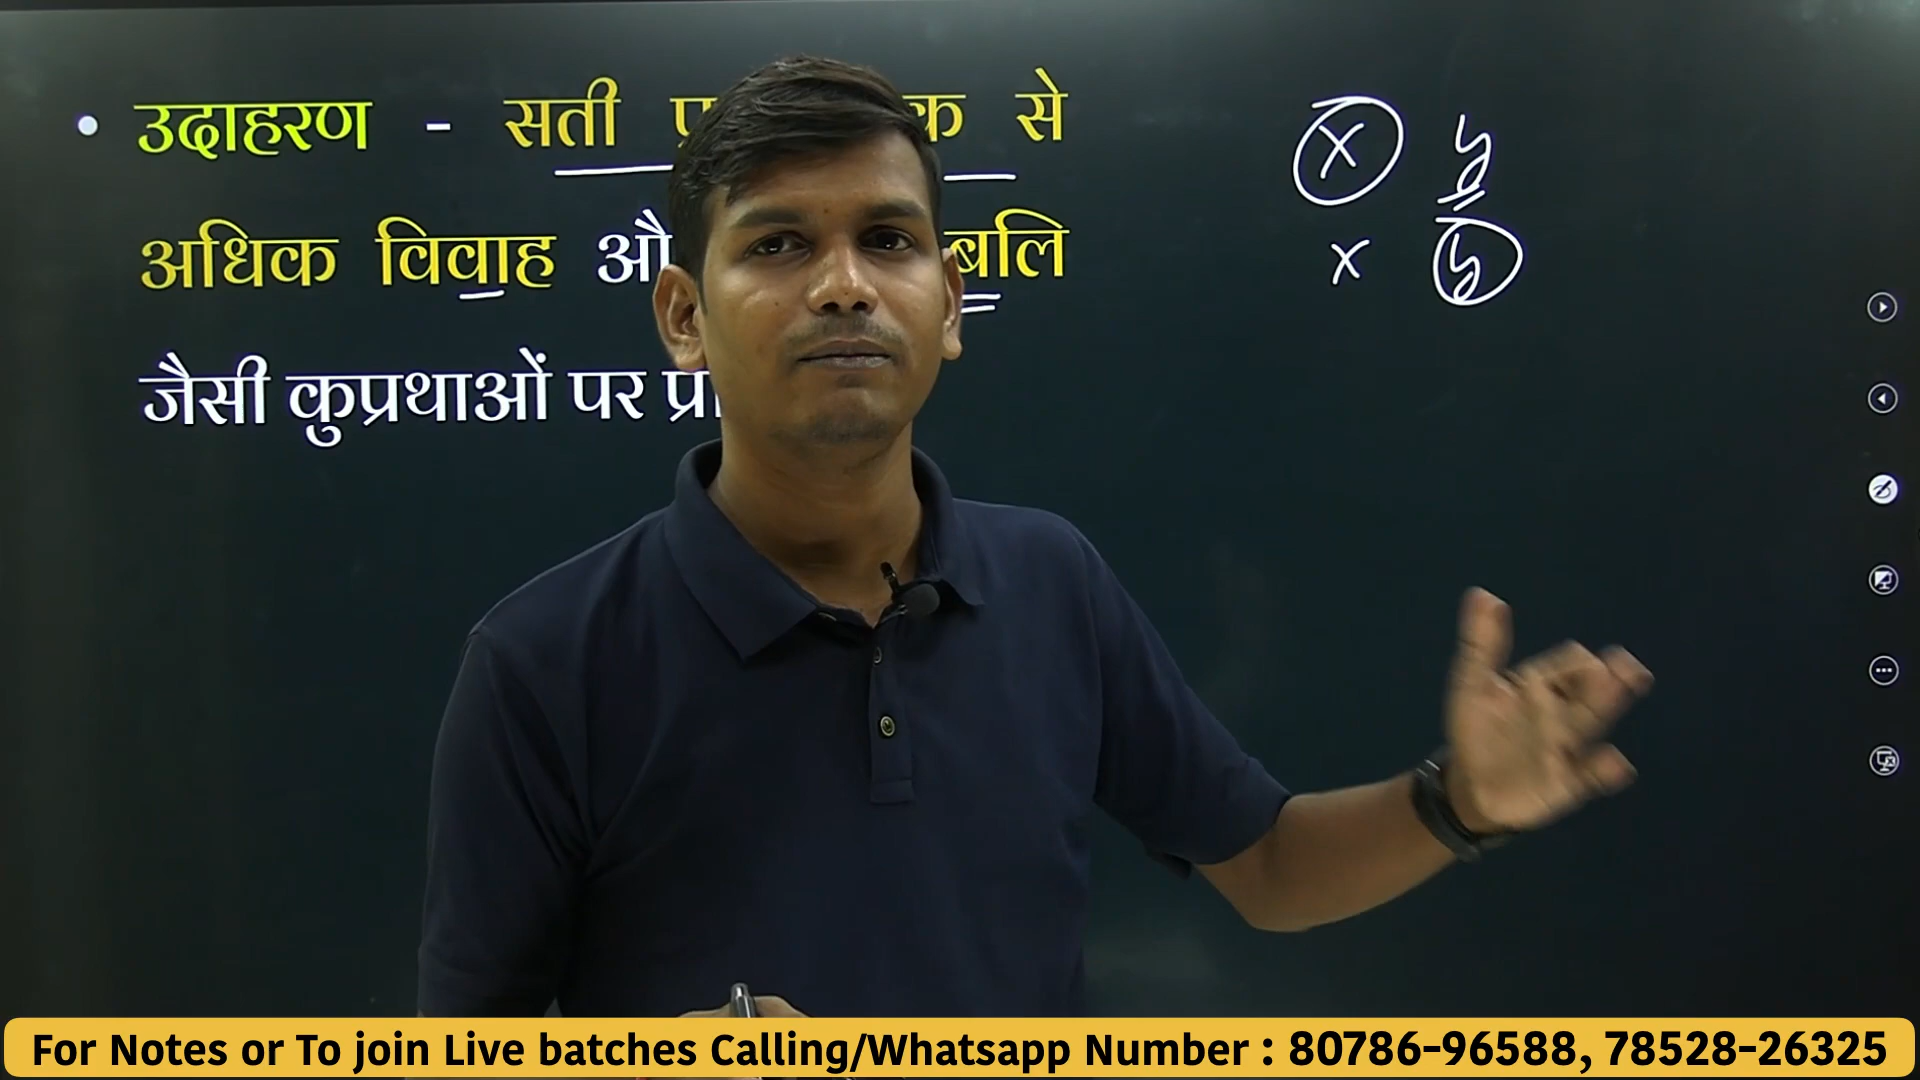 • उदाहरण - सती से
अधिक विवाह बलि
जैसी कुप्रथाओं पर
x y
x y
For Notes or To join Live batches Calling/Whatsapp Number : 80786-96588, 78528-26325